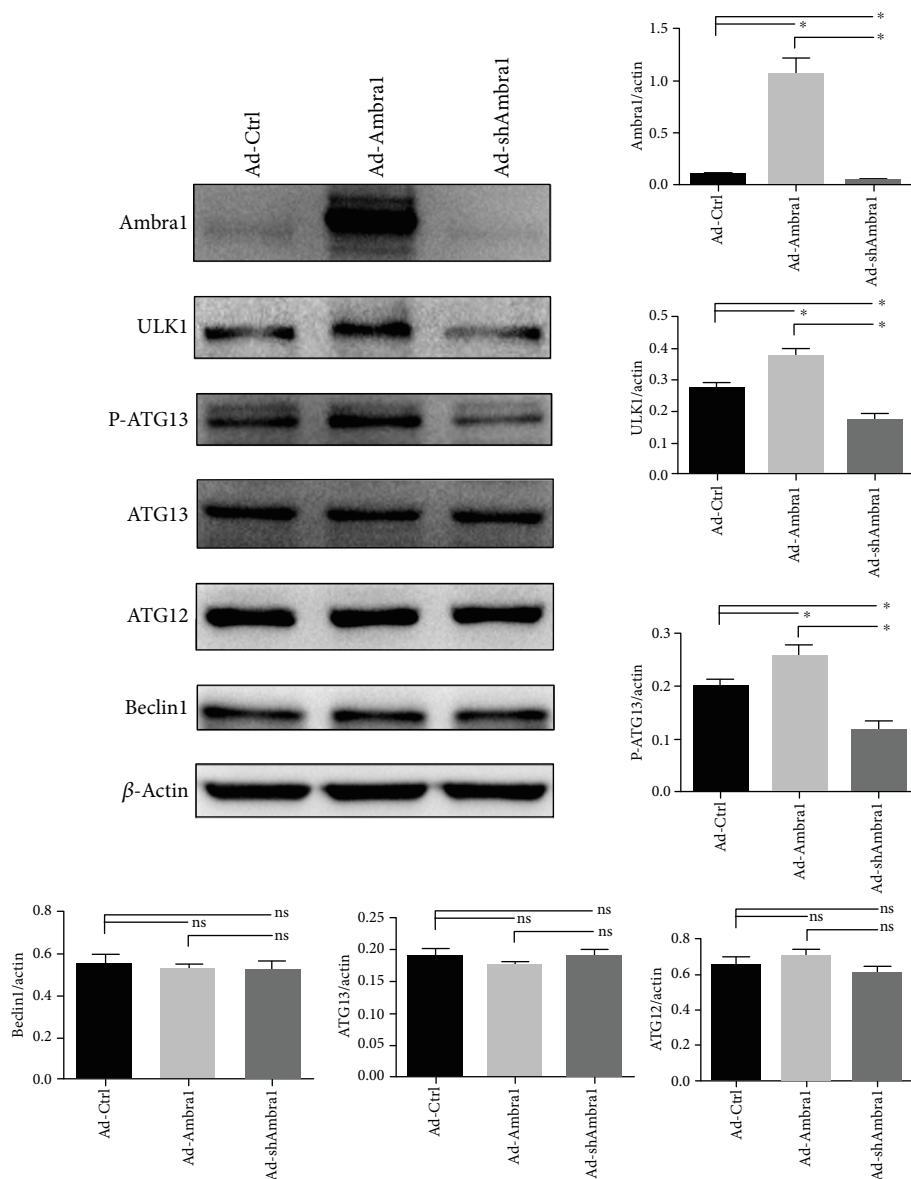 Ad-Ctrl
Ad-Ambra1
Ad-shAmbra1
Ambra1
ULK1
P-ATG13
ATG13
ATG12
Beclin1
β-Actin
Ambra1/actin
1.5
1.0
0.5
0.0
*
*
*
Ad-Ctrl
Ad-Ambra1
Ad-shAmbra1
ULK1/actin
0.4
0.3
0.2
0.1
0.0
*
*
*
Ad-Ctrl
Ad-Ambra1
Ad-shAmbra1
P-ATG13/actin
0.3
0.2
0.1
0.0
*
*
*
Ad-Ctrl
Ad-Ambra1
Ad-shAmbra1
Beclin1/actin
0.8
0.6
0.4
0.2
0.0
ns
ns
ns
Ad-Ctrl
Ad-Ambra1
Ad-shAmbra1
ATG13/actin
0.25
0.20
0.15
0.10
0.05
0.00
ns
ns
ns
Ad-Ctrl
Ad-Ambra1
Ad-shAmbra1
ATG12/actin
0.8
0.6
0.4
0.2
0.0
ns
ns
ns
Ad-Ctrl
Ad-Ambra1
Ad-shAmbra1